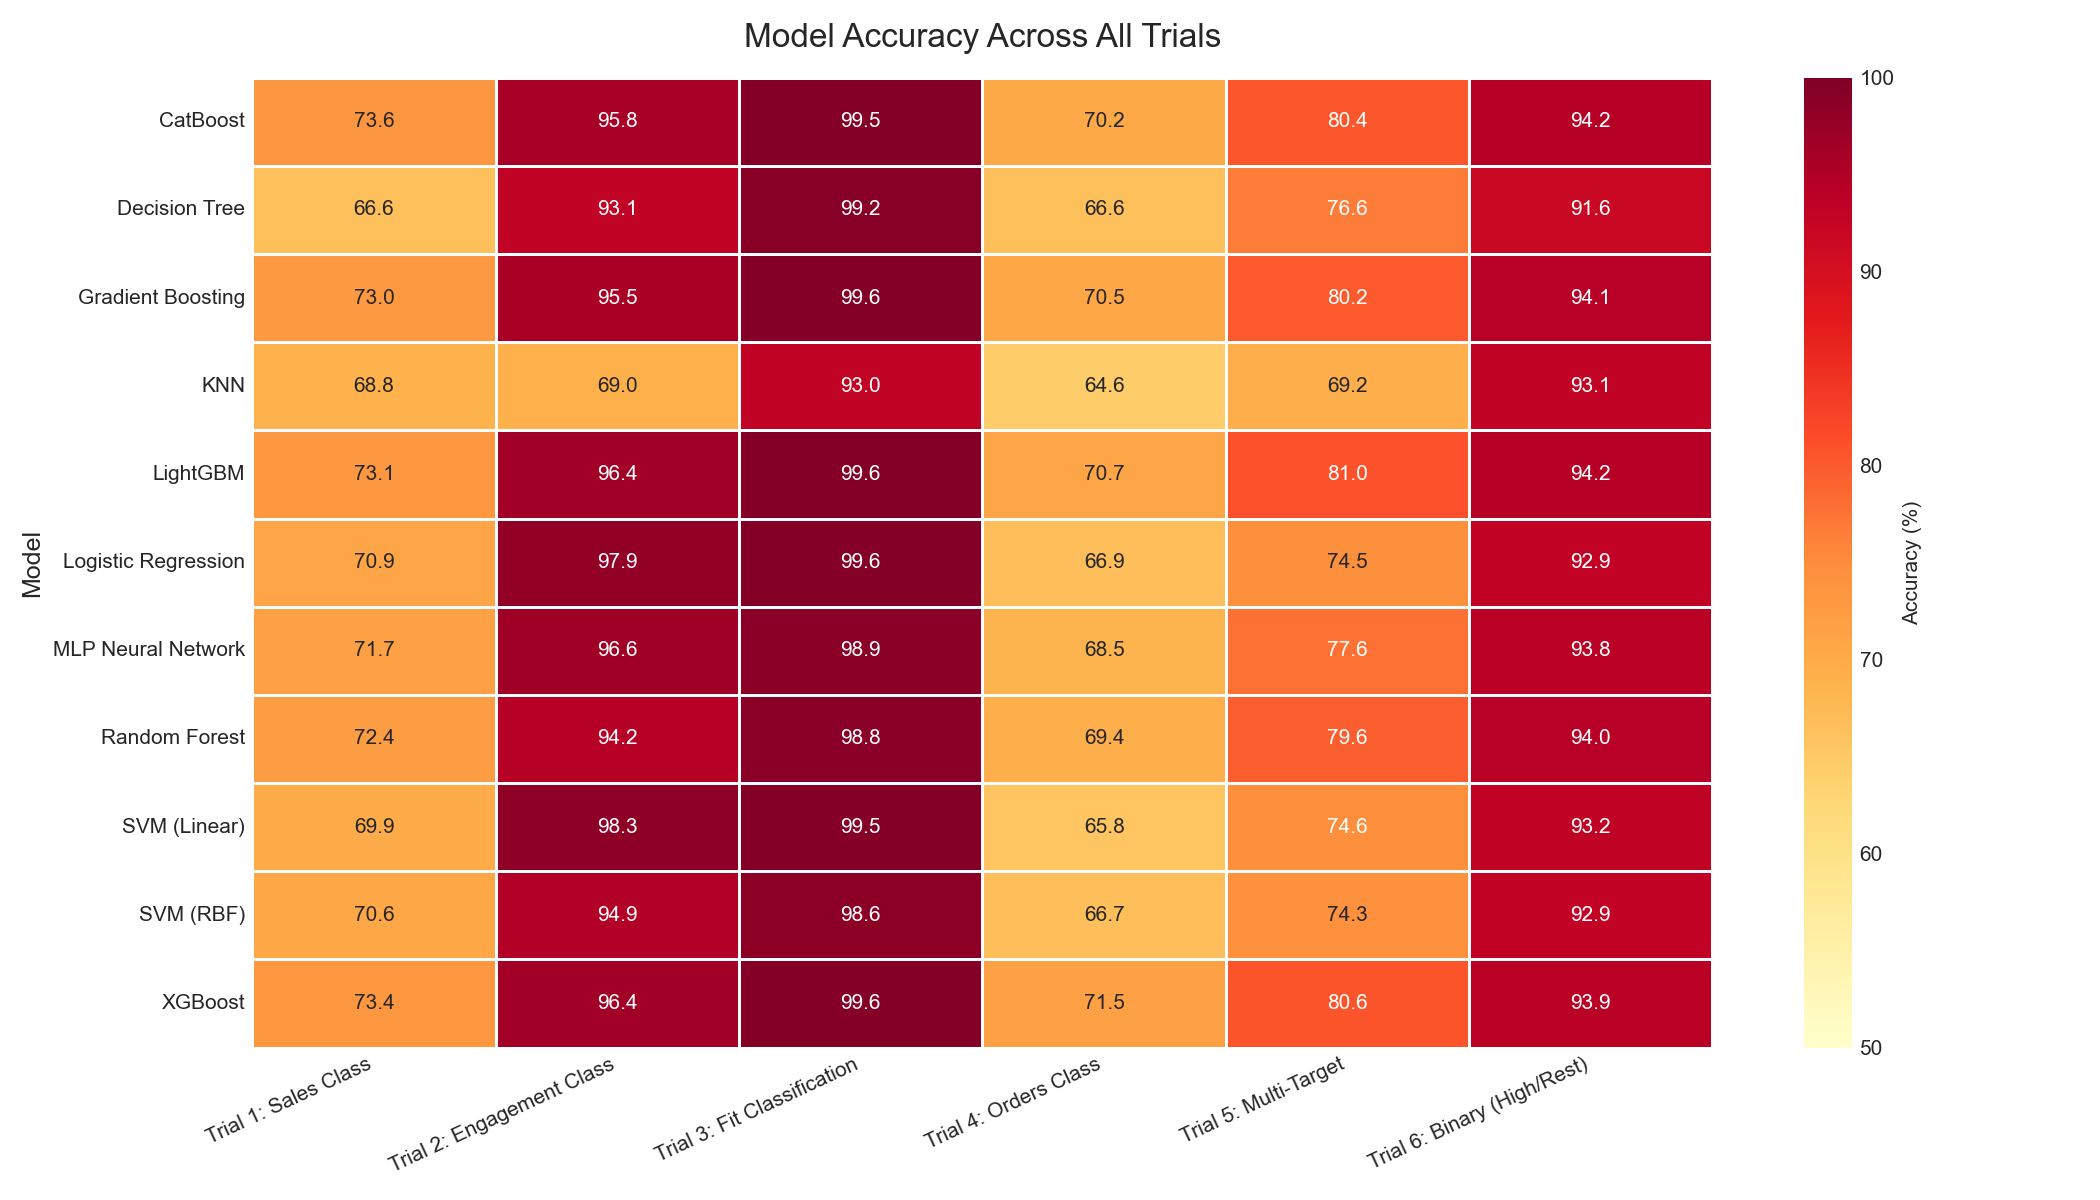 Model Accuracy Across All Trials
Model
CatBoost 73.6 95.8 99.5 70.2 80.4 94.2
Decision Tree 66.6 93.1 99.2 66.6 76.6 91.6
Gradient Boosting 73.0 95.5 99.6 70.5 80.2 94.1
KNN 68.8 69.0 93.0 64.6 69.2 93.1
LightGBM 73.1 96.4 99.6 70.7 81.0 94.2
Logistic Regression 70.9 97.9 99.6 66.9 74.5 92.9
MLP Neural Network 71.7 96.6 98.9 68.5 77.6 93.8
Random Forest 72.4 94.2 98.8 69.4 79.6 94.0
SVM (Linear) 69.9 98.3 99.5 65.8 74.6 93.2
SVM (RBF) 70.6 94.9 98.6 66.7 74.3 92.9
XGBoost 73.4 96.4 99.6 71.5 80.6 93.9
Trial 1: Sales Class
Trial 2: Engagement Class
Trial 3: Fit Classification
Trial 4: Orders Class
Trial 5: Multi-Target
Trial 6: Binary (High/Rest)
100
90
80
70
60
50
Accuracy (%)